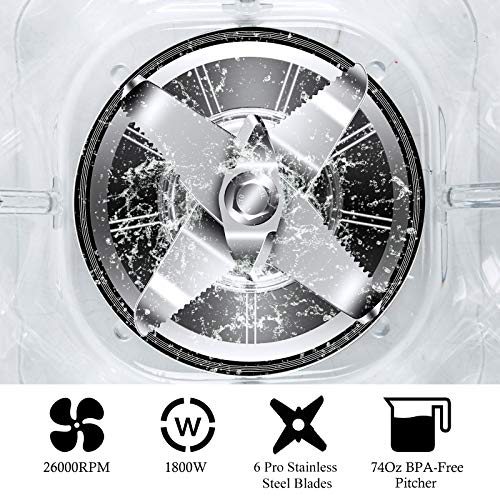 W
26000RPM
1800W
6 Pro Stainless
Steel Blades
74Oz BPA-Free
Pitcher